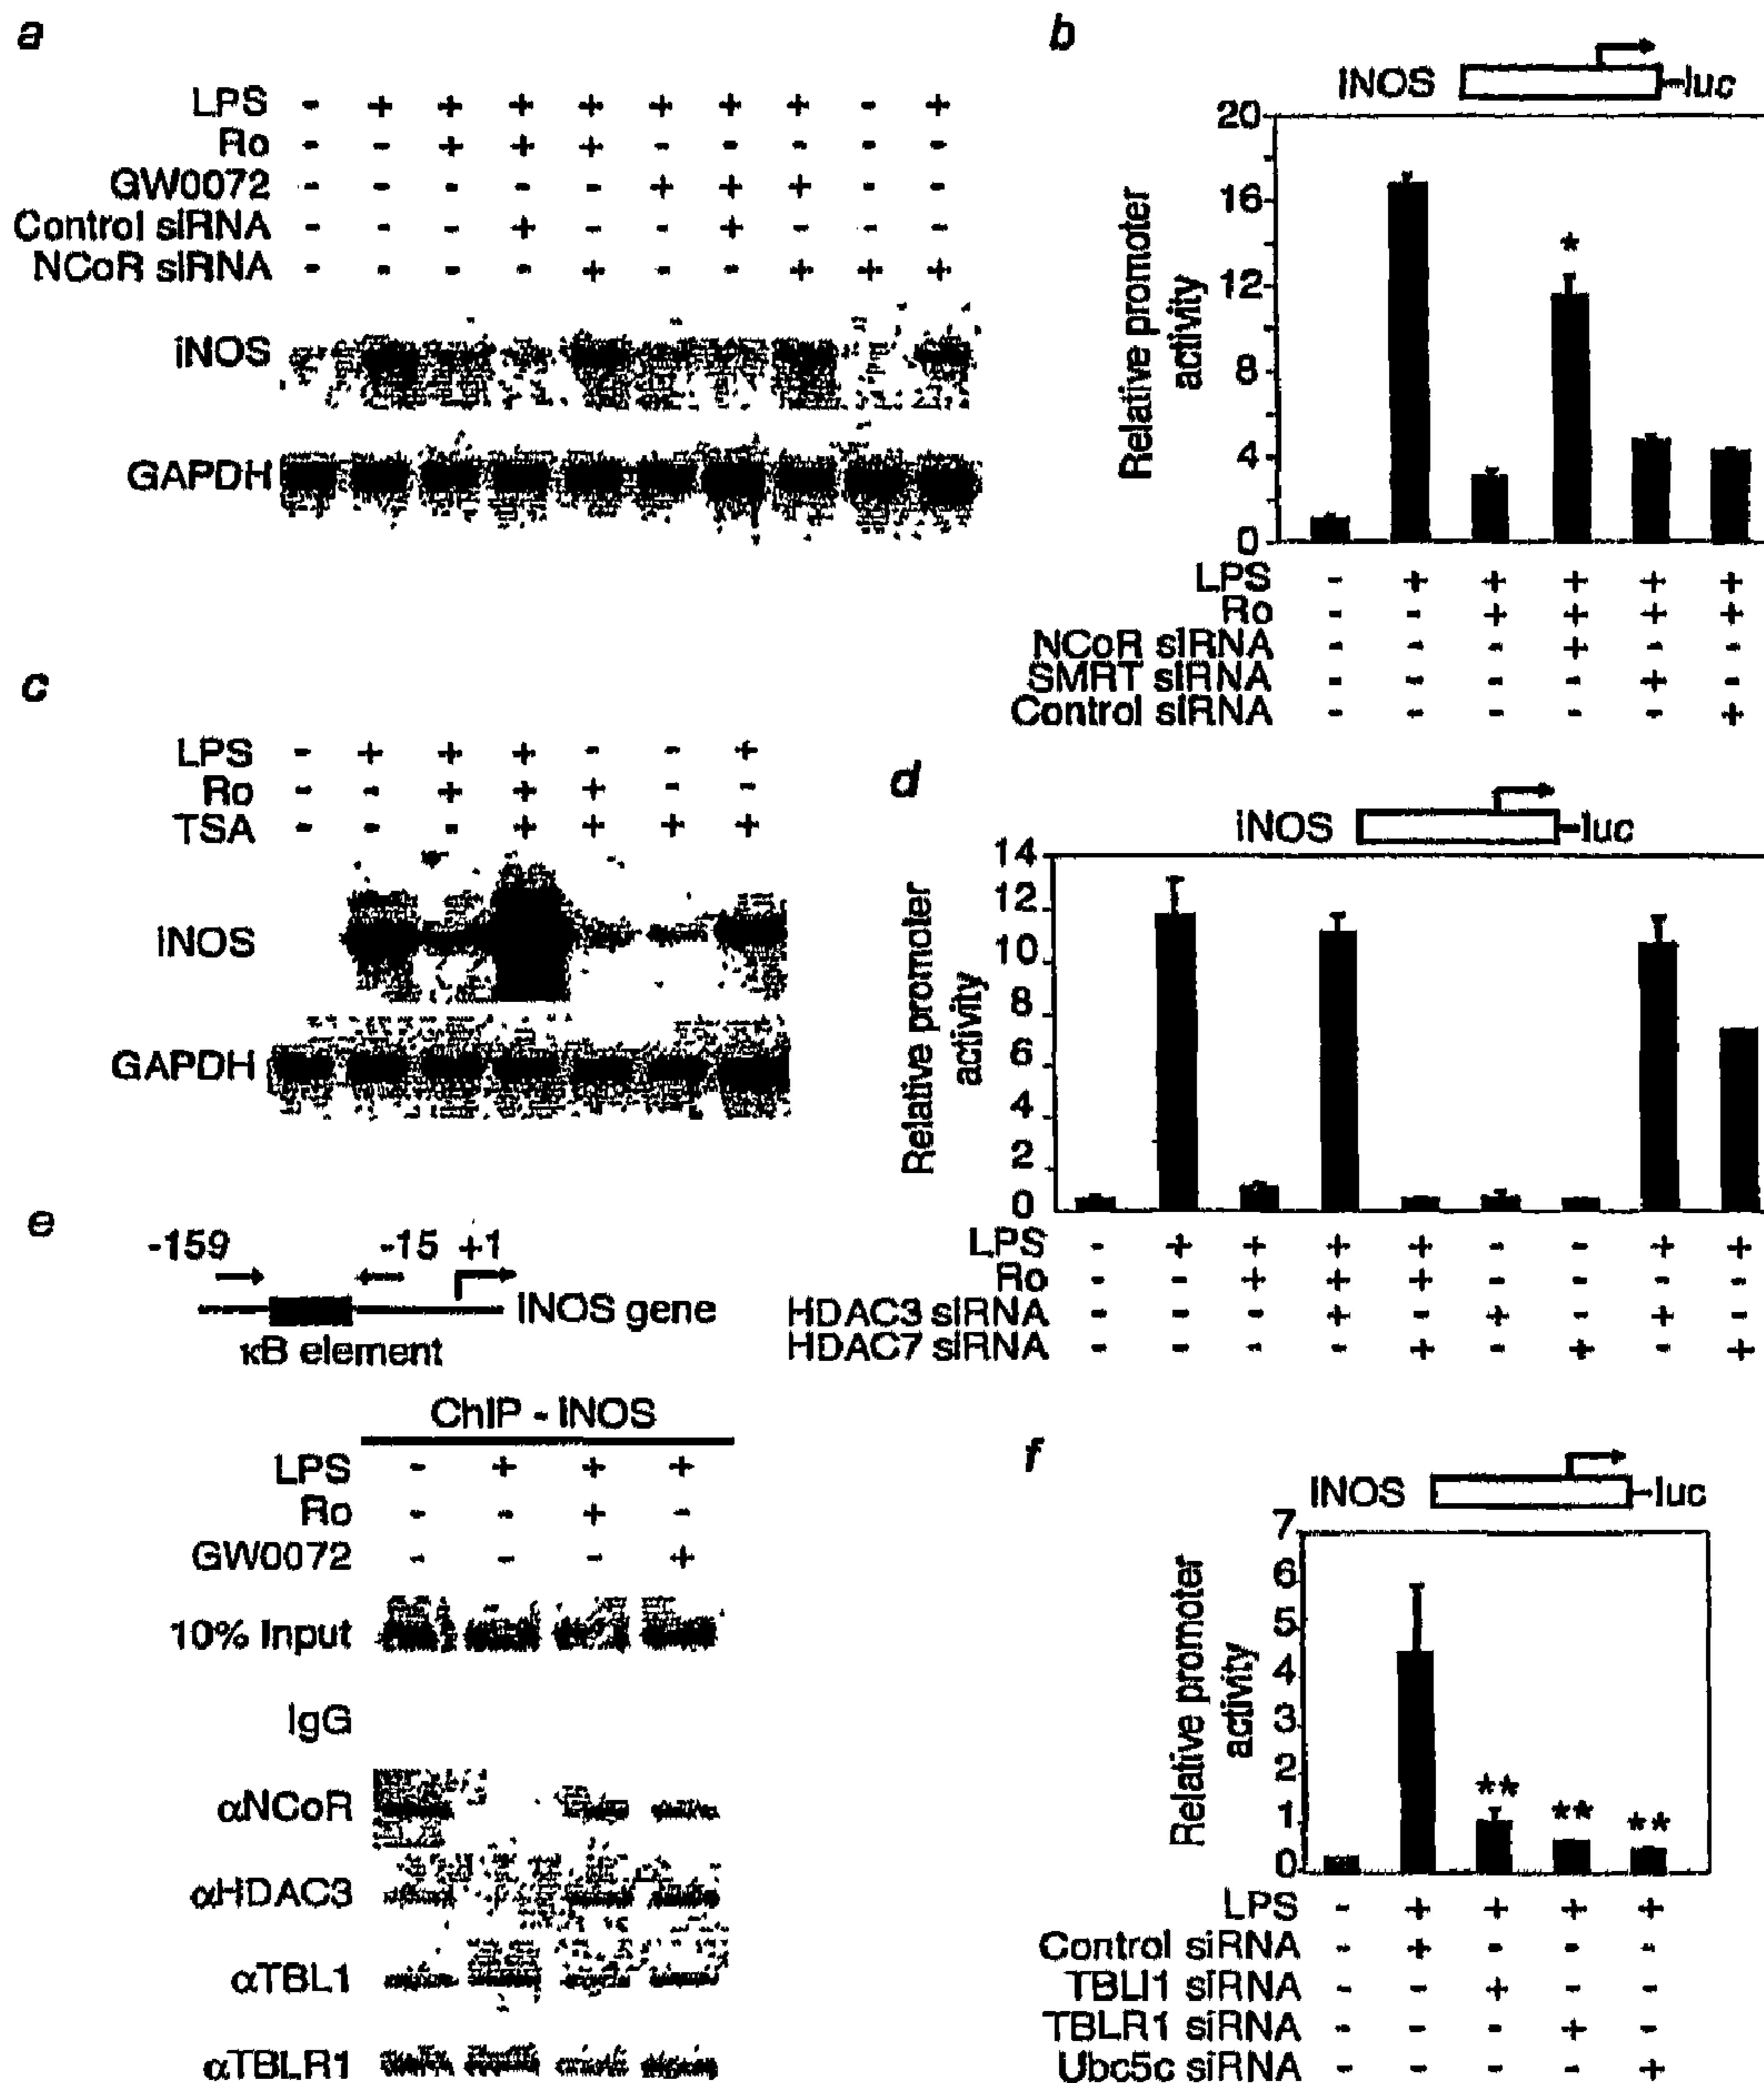 a
LPS - + + + + + + + - +
Ro - - + + + - - - - -
GW0072 - - - - - + + + - -
Control siRNA - - - + - - + - - -
NCoR siRNA - - - - + - - + + +
iNOS
GAPDH
b
iNOS luc
Relative promoter activity
20
16
12
8
4
0
*
LPS - + + + + +
Ro - - + + + +
NCoR siRNA - - - + - -
SMRT siRNA - - - - + -
Control siRNA - - - - - +
c
LPS - + + + - - +
Ro - - + + + - -
TSA - - - + + + +
iNOS
GAPDH
d
iNOS luc
Relative promoter activity
14
12
10
8
6
4
2
0
LPS - + + + + - - + +
Ro - - + + + - - - -
HDAC3 siRNA - - - + - + - + -
HDAC7 siRNA - - - - + - + - +
e
-159 -15 +1
iNOS gene
κB element
ChIP - iNOS
LPS - + + +
Ro - - + -
GW0072 - - - +
10% Input
IgG
αNCoR
αHDAC3
αTBL1
αTBLR1
f
iNOS luc
Relative promoter activity
7
6
5
4
3
2
1
0
** ** **
LPS - + + + +
Control siRNA - + - - -
TBLI1 siRNA - - + - -
TBLR1 siRNA - - - + -
Ubc5c siRNA - - - - +